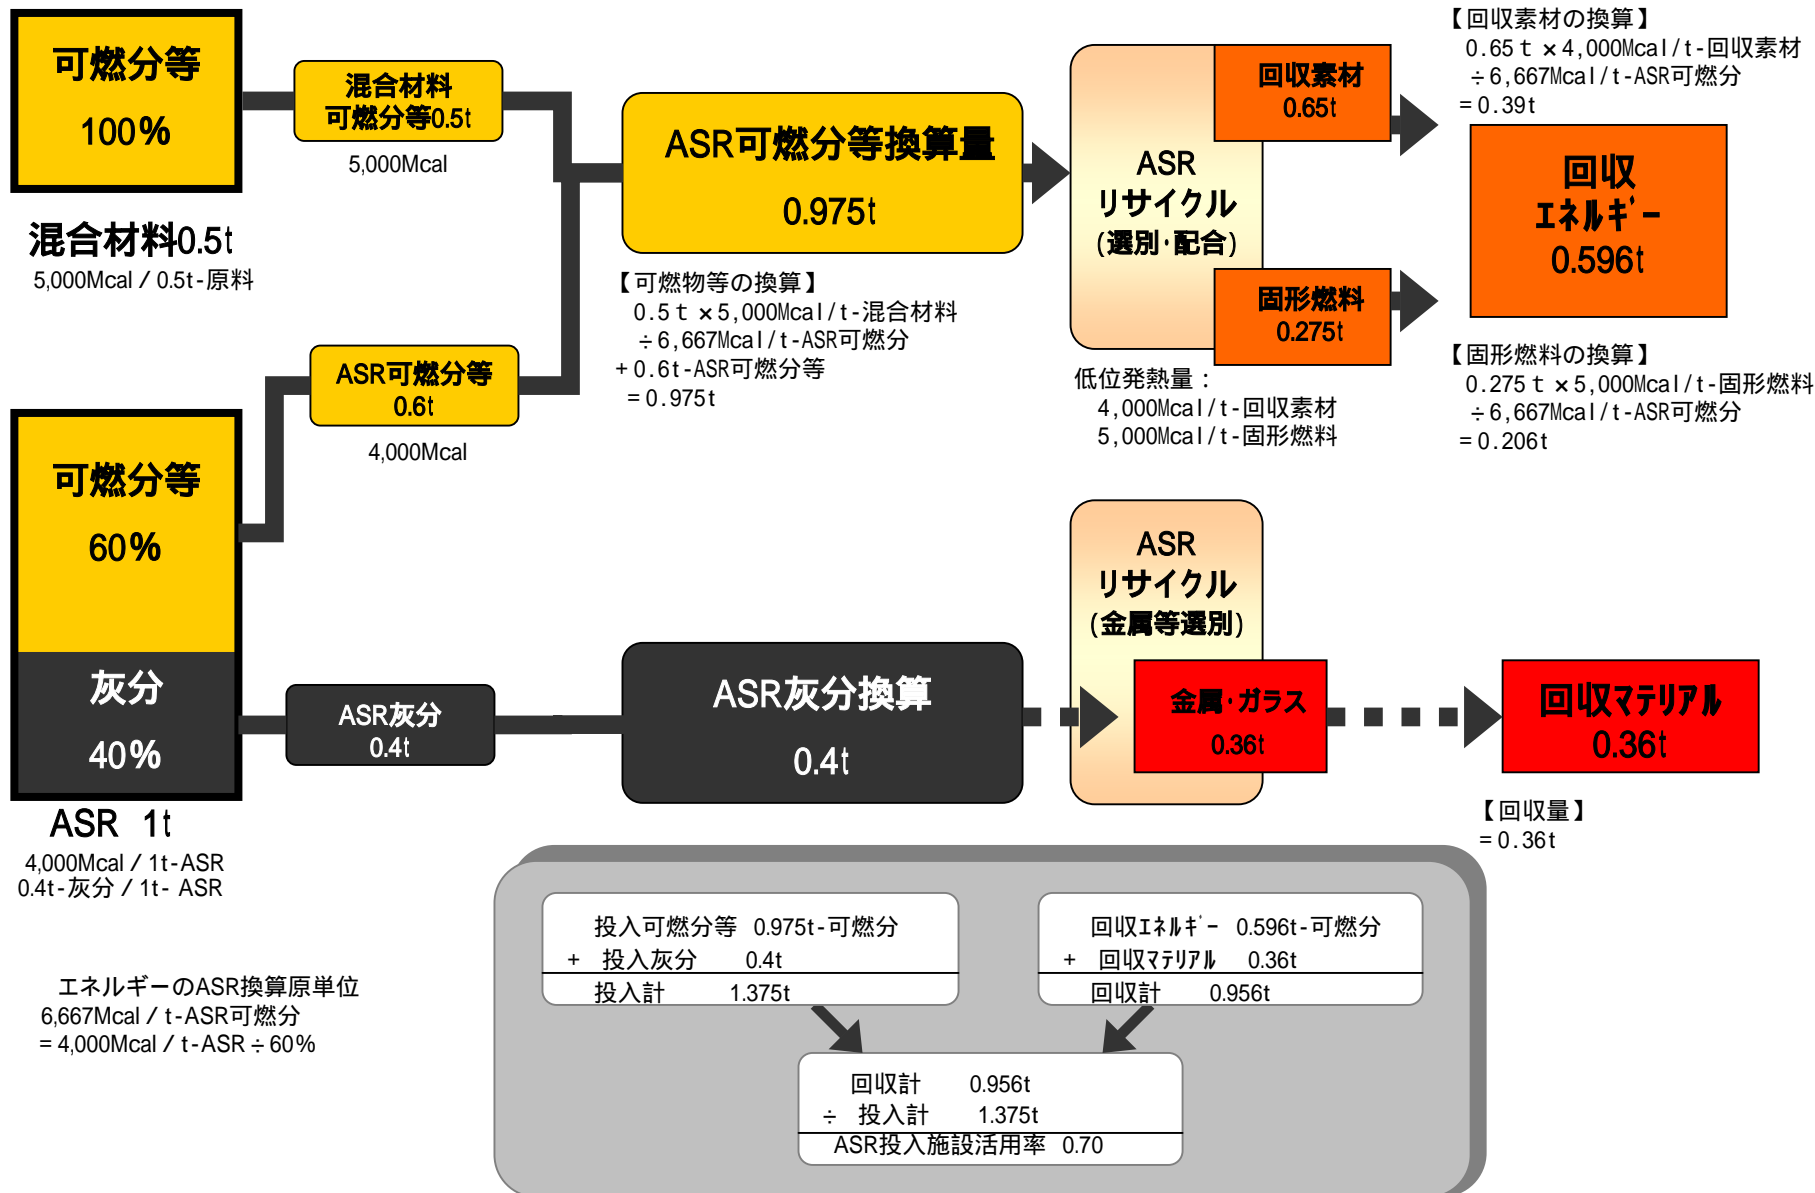 可燃分等
100%
混合材料0.5t
5,000Mcal / 0.5t-原料
混合材料
可燃分等0.5t
5,000Mcal
ASR可燃分等換算量
0.975t
【可燃物等の換算】
0.5ｔ×5,000Mcal/t-混合材料
÷6,667Mcal/t-ASR可燃分
+0.6t-ASR可燃分等
=0.975t
ASR
リサイクル
(選別・配合)
回収素材
0.65t
固形燃料
0.275t
低位発熱量：
4,000Mcal/t-回収素材
5,000Mcal/t-固形燃料
【回収素材の換算】
0.65ｔ×4,000Mcal/t-回収素材
÷6,667Mcal/t-ASR可燃分
=0.39t
回収
ｴﾈﾙｷﾞｰ
0.596t
【固形燃料の換算】
0.275ｔ×5,000Mcal/t-固形燃料
÷6,667Mcal/t-ASR可燃分
=0.206t
可燃分等
60%
灰分
40%
ASR 1t
4,000Mcal / 1t-ASR
0.4t-灰分 / 1t- ASR
ASR可燃分等
0.6t
4,000Mcal
ASR灰分
0.4t
ASR灰分換算
0.4t
ASR
リサイクル
(金属等選別)
金属・ガラス
0.36t
回収ﾏﾃﾘｱﾙ
0.36t
【回収量】
=0.36t
エネルギーのASR換算原単位
6,667Mcal / t-ASR可燃分
= 4,000Mcal / t-ASR ÷ 60%
投入可燃分等 0.975t-可燃分
+ 投入灰分 0.4t
投入計 1.375t
回収ｴﾈﾙｷﾞｰ 0.596t-可燃分
+ 回収ﾏﾃﾘｱﾙ 0.36t
回収計 0.956t
回収計 0.956t
÷ 投入計 1.375t
ASR投入施設活用率 0.70